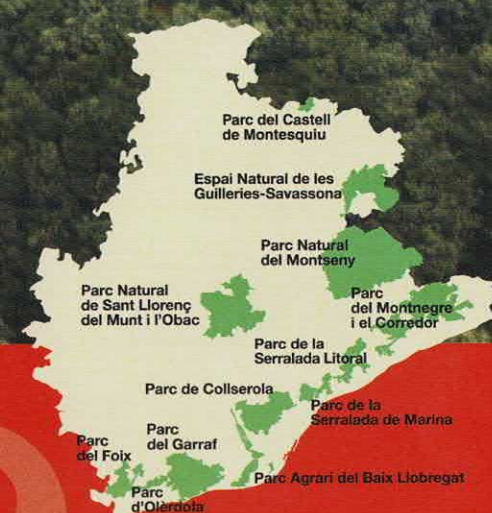 Parc del Castell
de Montesquiu
Espai Natural de les
Guilleries-Savassona
Parc Natural
del Montseny
Parc Natural
de Sant Llorenç
del Munt i l'Obac
Parc
del Montnegre
i el Corredor
Parc de la
Serralada Litoral
Parc de Collserola
Parc de la
Serralada de Marina
Parc
del Garraf
Parc
del Foix
Parc Agrari del Baix Llobregat
Parc
d'Olèrdola